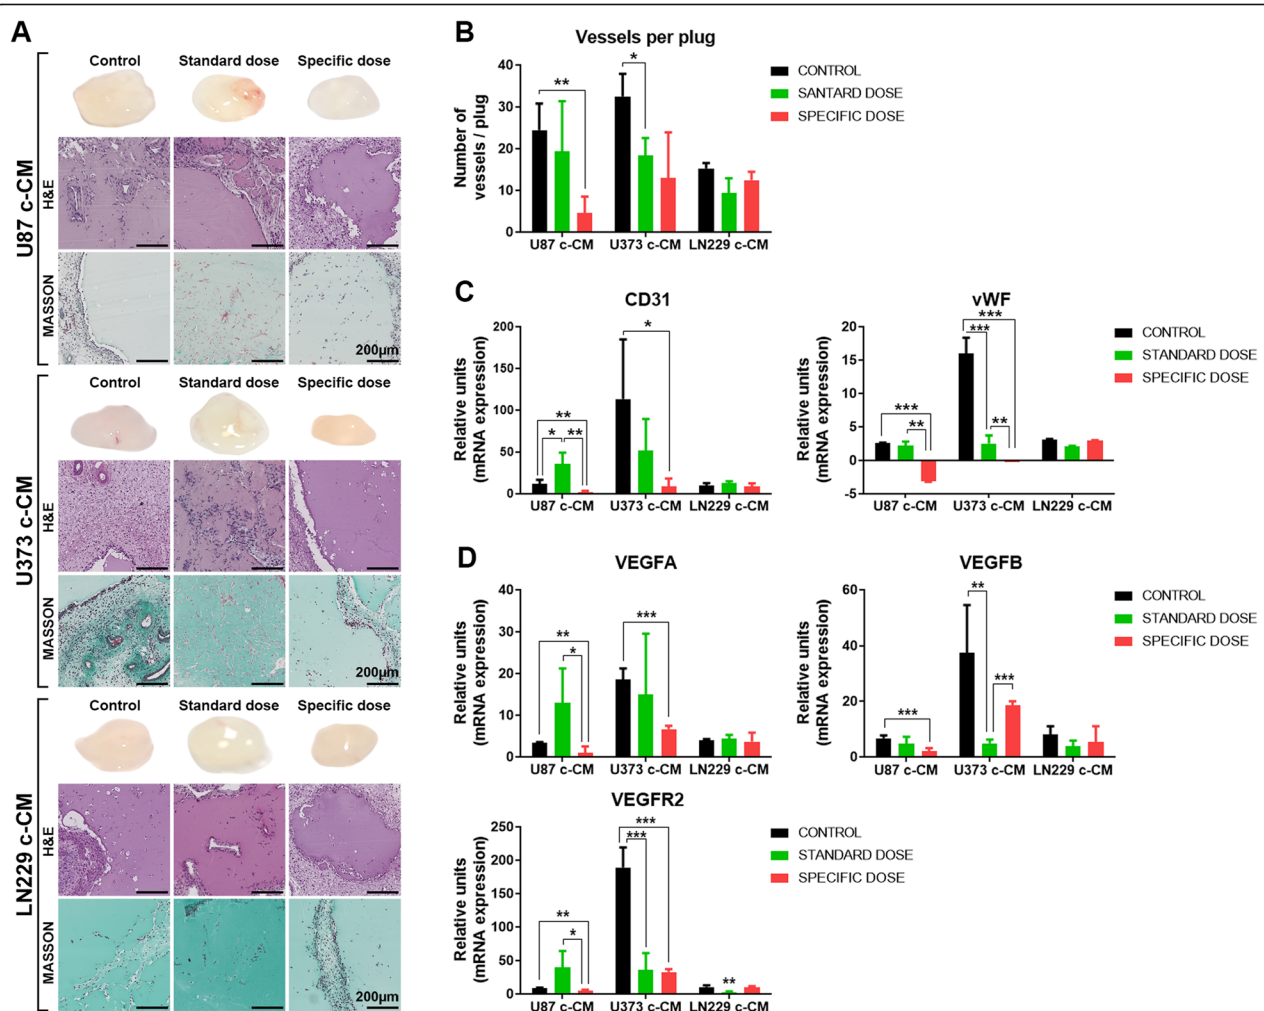 A
Control
Standard dose
Specific dose
U87 c-CM
H&E
MASSON
200µm
Control
Standard dose
Specific dose
U373 c-CM
H&E
MASSON
200µm
Control
Standard dose
Specific dose
LN229 c-CM
H&E
MASSON
200µm
B
Vessels per plug
Number of
vessels / plug
40
30
20
10
0
**
*
U87 c-CM
U373 c-CM
LN229 c-CM
CONTROL
SANTARD DOSE
SPECIFIC DOSE
C
CD31
Relative units
(mRNA expression)
200
150
100
50
0
**
*
**
*
U87 c-CM
U373 c-CM
LN229 c-CM
vWF
Relative units
(mRNA expression)
20
15
10
5
0
-5
***
**
***
***
**
U87 c-CM
U373 c-CM
LN229 c-CM
CONTROL
STANDARD DOSE
SPECIFIC DOSE
D
VEGFA
Relative units
(mRNA expression)
40
30
20
10
0
**
*
***
U87 c-CM
U373 c-CM
LN229 c-CM
VEGFB
Relative units
(mRNA expression)
60
40
20
0
***
**
***
U87 c-CM
U373 c-CM
LN229 c-CM
CONTROL
STANDARD DOSE
SPECIFIC DOSE
VEGFR2
Relative units
(mRNA expression)
250
200
150
100
50
0
**
*
***
***
**
U87 c-CM
U373 c-CM
LN229 c-CM
CONTROL
STANDARD DOSE
SPECIFIC DOSE